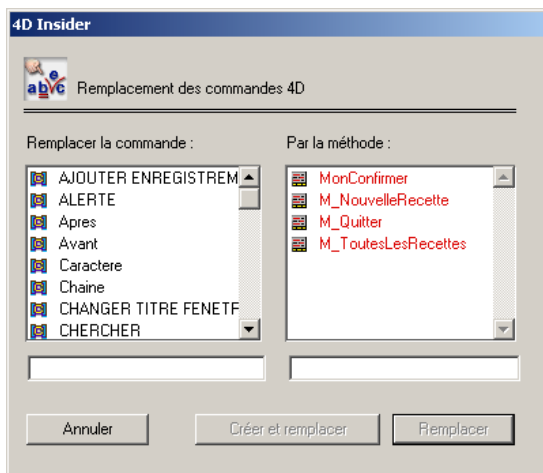 4D Insider
abc
Remplacement des commandes 4D
Remplacer la commande :
Par la méthode :
AJOUTER ENREGISTREM
ALERTE
Apres
Avant
Caractere
Chaine
CHANGER TITRE FENETF
CHERCHER
MonConfirmer
M_NouvelleRecette
M_Quitter
M_ToutesLesRecettes
Annuler
Créer et remplacer
Remplacer